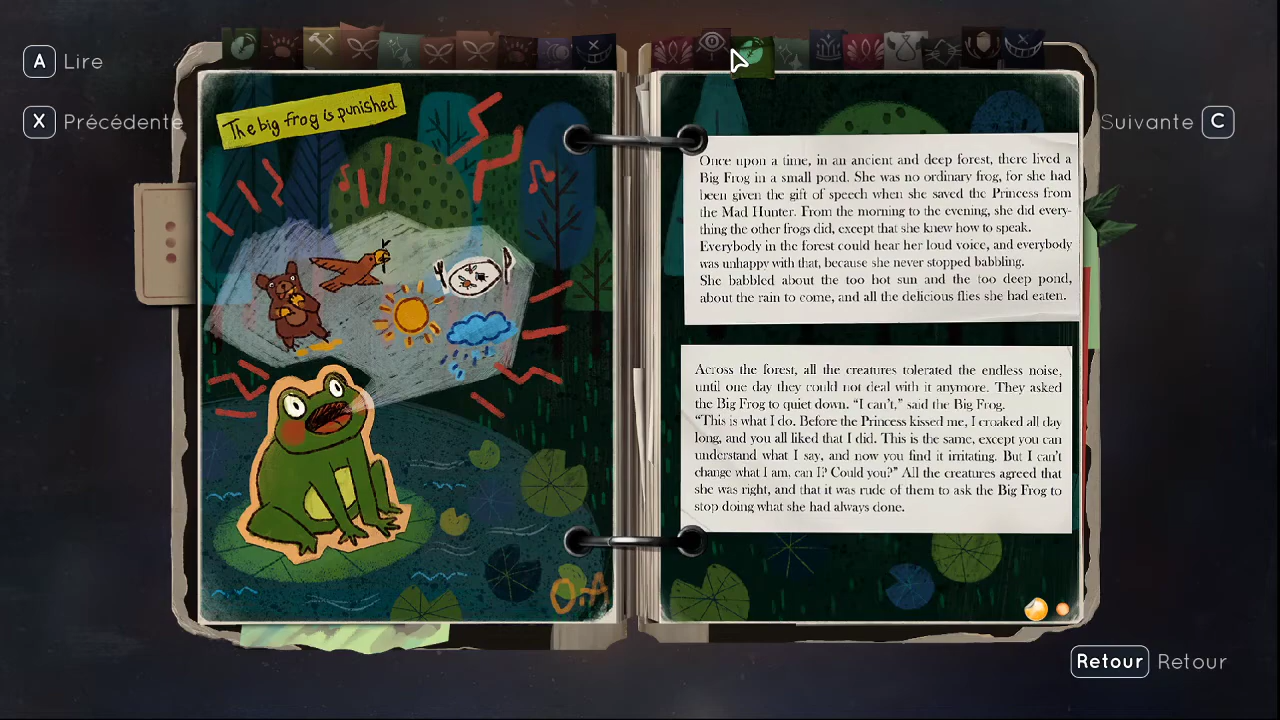 A Lire
X Précédente
The big frog is punished
Once upon a time, in an ancient and deep forest, there lived a
Big Frog in a small pond. She was no ordinary frog, for she had
been given the gift of speech when she saved the Princess from
the Mad Hunter. From the morning to the evening, she did every-
thing the other frogs did, except that she knew how to speak.
Everybody in the forest could hear her loud voice, and everybody
was unhappy with that, because she never stopped babbling.
She babbled about the too hot sun and the too deep pond,
about the rain to come, and all the delicious flies she had eaten.
Across the forest, all the creatures tolerated the endless noise,
until one day they could not deal with it anymore. They asked
the Big Frog to quiet down. “I can't,” said the Big Frog.
“This is what I do. Before the Princess kissed me, I croaked all day
long, and you all liked that I did. This is the same, except you can
understand what I say, and now you find it irritating. But I can't
change what I am, can I? Could you?” All the creatures agreed that
she was right, and that it was rude of them to ask the Big Frog to
stop doing what she had always done.
O.A
Suivante C
Retour Retour